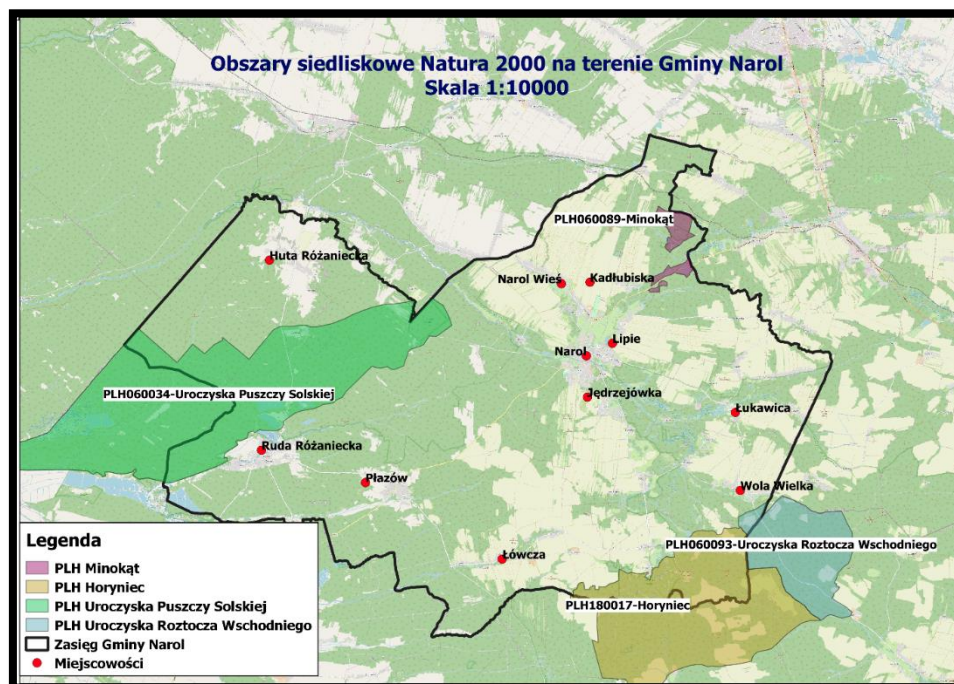 Obszary siedliskowe Natura 2000 na terenie Gminy Narol
Skala 1:10000
PLH060089-Minokąt
Huta Różaniecka
Narol Wieś
Kadłubiska
Lipie
Narol
PLH060034-Uroczyska Puszczy Solskiej
Jędrzejówka
Łukawica
Ruda Różaniecka
Płazów
Wola Wielka
PLH060093-Uroczyska Roztocza Wschodniego
Łówcza
PLH180017-Horyniec
Legenda
PLH Minokąt
PLH Horyniec
PLH Uroczyska Puszczy Solskiej
PLH Uroczyska Roztocza Wschodniego
Zasięg Gminy Narol
Miejscowości